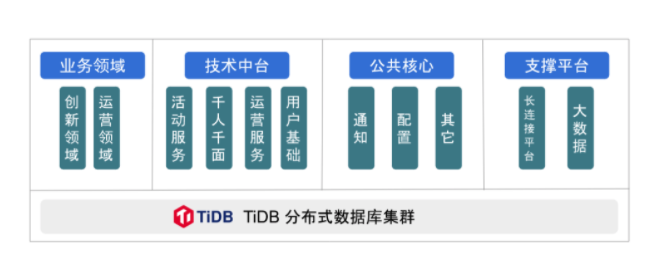 业务领域
技术中台
公共核心
支撑平台
创新领域
运营领域
活动服务
千人千面
运营服务
用户基础
通知
配置
其它
长连接平台
大数据
TiDB TiDB 分布式数据库集群